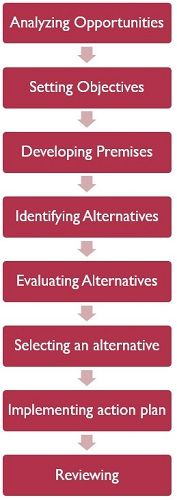 Analyzing Opportunities
Setting Objectives
Developing Premises
Identifying Alternatives
Evaluating Alternatives
Selecting an alternative
Implementing action plan
Reviewing